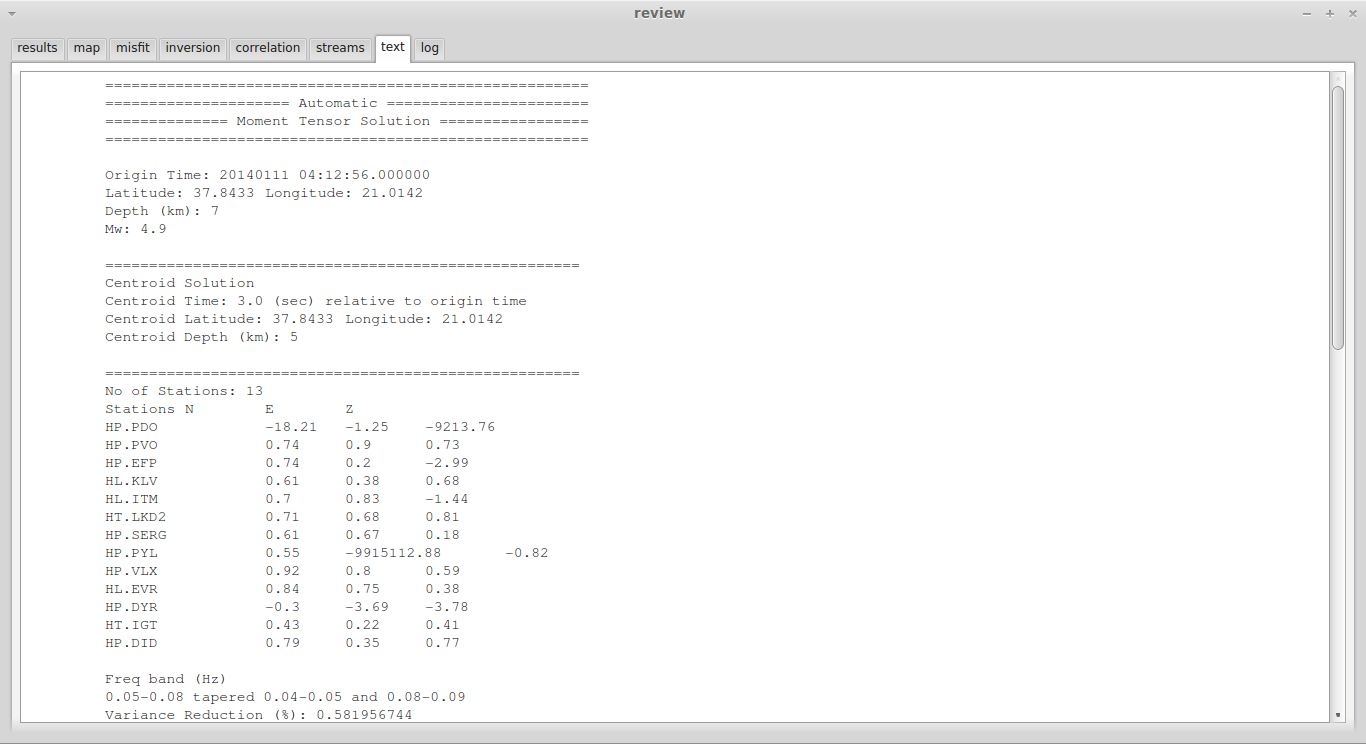 review
results map misfit inversion correlation streams text log
=======================================================
===================== Automatic =======================
============== Moment Tensor Solution =================
=======================================================
Origin Time: 20140111 04:12:56.000000
Latitude: 37.8433 Longitude: 21.0142
Depth (km): 7
Mw: 4.9
======================================================
Centroid Solution
Centroid Time: 3.0 (sec) relative to origin time
Centroid Latitude: 37.8433 Longitude: 21.0142
Centroid Depth (km): 5
======================================================
No of Stations: 13
Stations N E Z
HP.PDO -18.21 -1.25 -9213.76
HP.PVO 0.74 0.9 0.73
HP.EFP 0.74 0.2 -2.99
HL.KLV 0.61 0.38 0.68
HL.ITM 0.7 0.83 -1.44
HT.LKD2 0.71 0.68 0.81
HP.SERG 0.61 0.67 0.18
HP.PYL 0.55 -9915112.88 -0.82
HP.VLX 0.92 0.8 0.59
HL.EVR 0.84 0.75 0.38
HP.DYR -0.3 -3.69 -3.78
HT.IGT 0.43 0.22 0.41
HP.DID 0.79 0.35 0.77
Freq band (Hz)
0.05-0.08 tapered 0.04-0.05 and 0.08-0.09
Variance Reduction (%): 0.581956744